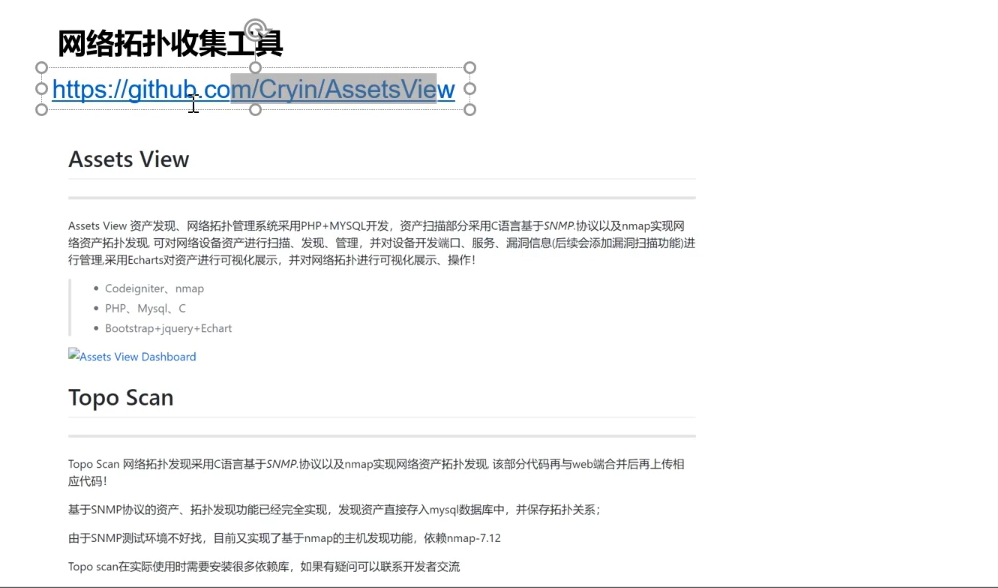 网络拓扑收集工具
https://github.com/Cryin/AssetsView
Assets View
Assets View 资产发现、网络拓扑管理系统采用PHP+MYSQL开发，资产扫描部分采用C语言基于SNMP.协议以及nmap实现网
络资产拓扑发现, 可对网络设备资产进行扫描、发现、管理，并对设备开发端口、服务、漏洞信息(后续会添加漏洞扫描功能)进
行管理,采用Echarts对资产进行可视化展示，并对网络拓扑进行可视化展示、操作！
• Codeigniter、nmap
• PHP、Mysql、C
• Bootstrap+jquery+Echart
Assets View Dashboard
Topo Scan
Topo Scan 网络拓扑发现采用C语言基于SNMP.协议以及nmap实现网络资产拓扑发现, 该部分代码再与web端合并后再上传相
应代码！
基于SNMP协议的资产、拓扑发现功能已经完全实现，发现资产直接存入mysql数据库中，并保存拓扑关系；
由于SNMP测试环境不好找，目前又实现了基于nmap的主机发现功能，依赖nmap-7.12
Topo scan在实际使用时需要安装很多依赖库，如果有疑问可以联系开发者交流